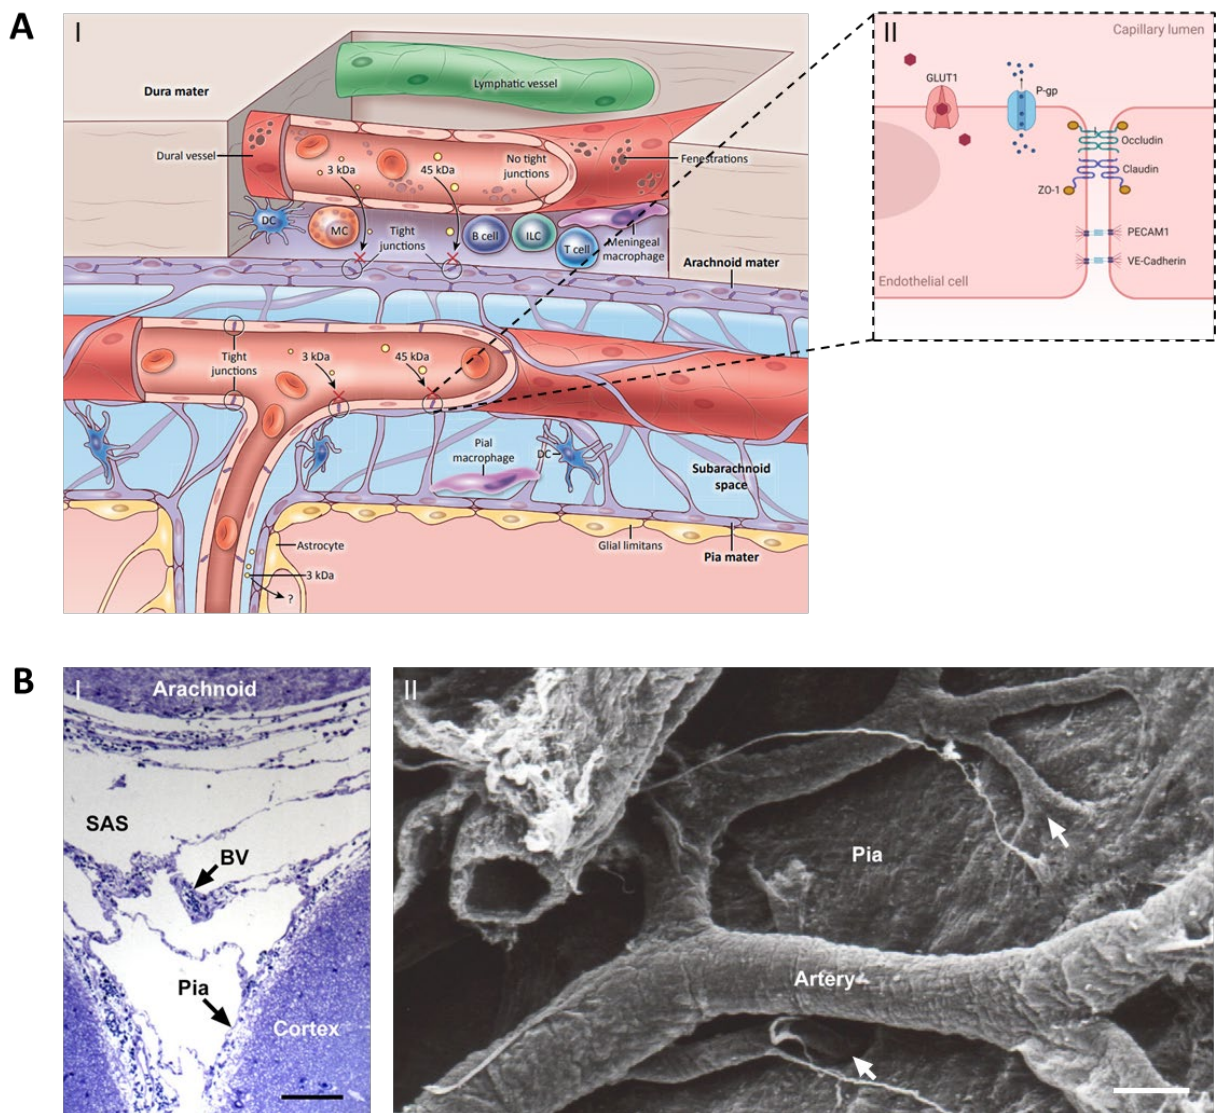 A
I
Lymphatic vessel
Dura mater
Dural vessel
3 kDa
45 kDa
No tight
junctions
Fenestrations
DC
MC
Tight
junctions
B cell
ILC
T cell
Meningeal
macrophage
Arachnoid mater
Tight
junctions
3 kDa
45 kDa
Pial
macrophage
DC
Subarachnoid
space
Astrocyte
Glial limitans
Pia mater
3 kDa
?
II
Capillary lumen
GLUT1
P-gp
Occludin
Claudin
ZO-1
PECAM1
VE-Cadherin
Endothelial cell
B
I
Arachnoid
SAS
BV
Pia
Cortex
II
Pia
Artery